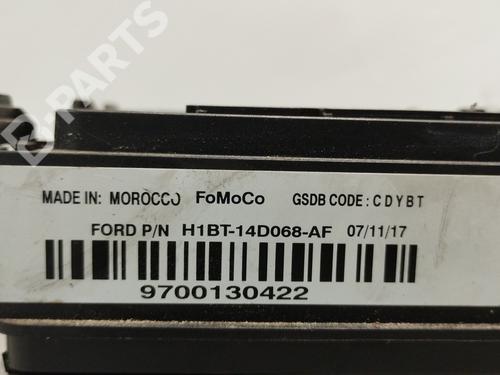 B-PARTS
MADE IN: MOROCCO FoMoCo GSDB CODE: CDYBT
FORD P/N H1BT-14D068-AF 07/11/17
9700130422